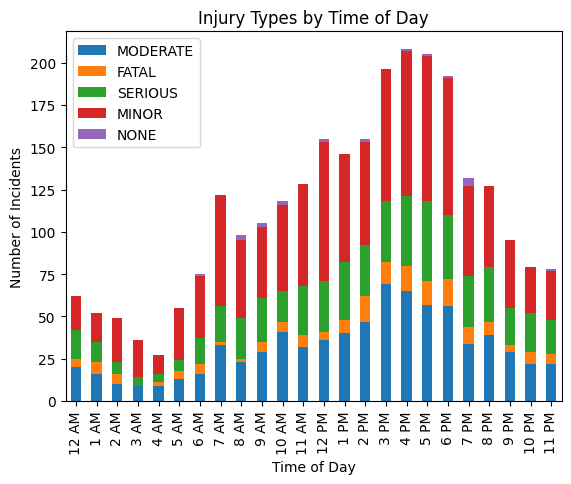 Injury Types by Time of Day
MODERATE
FATAL
SERIOUS
MINOR
NONE
Number of Incidents
200
175
150
125
100
75
50
25
0
12 AM
1 AM
2 AM
3 AM
4 AM
5 AM
6 AM
7 AM
8 AM
9 AM
10 AM
11 AM
12 PM
1 PM
2 PM
3 PM
4 PM
5 PM
6 PM
7 PM
8 PM
9 PM
10 PM
11 PM
Time of Day